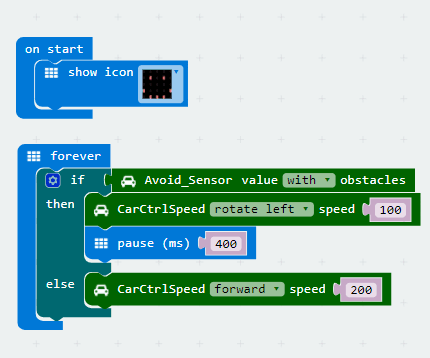 on start
show icon
forever
if Avoid_Sensor value with obstacles
then CarCtrlSpeed rotate left speed 100
pause (ms) 400
else CarCtrlSpeed forward speed 200